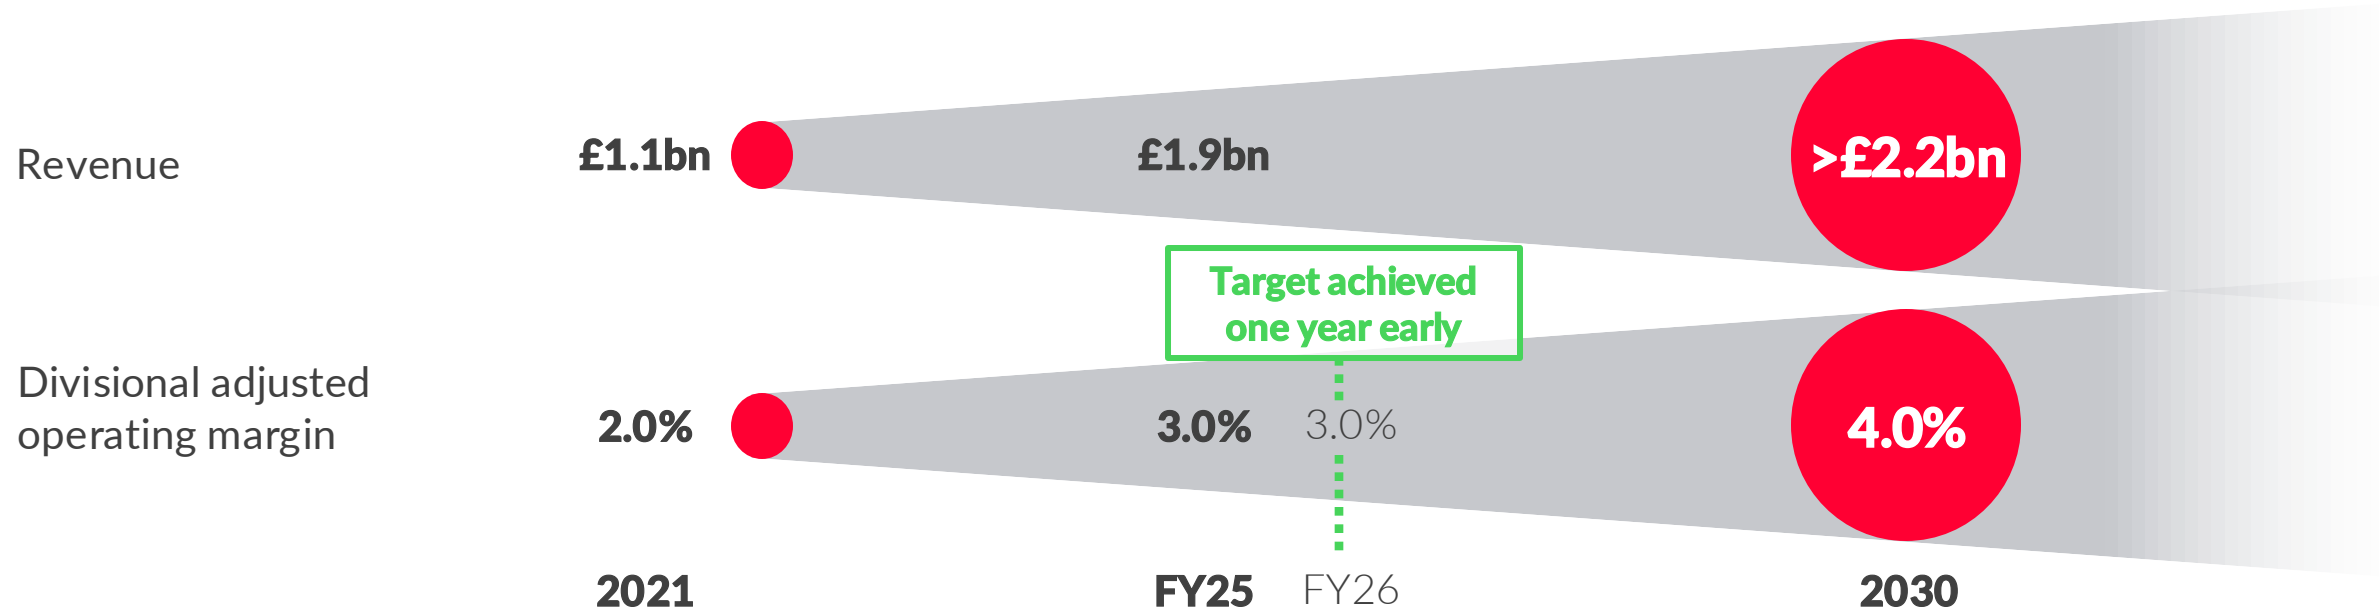 Revenue
£1.1bn
£1.9bn
>£2.2bn
Target achieved
one year early
Divisional adjusted
operating margin
2.0%
3.0%
3.0%
4.0%
2021
FY25
FY26
2030